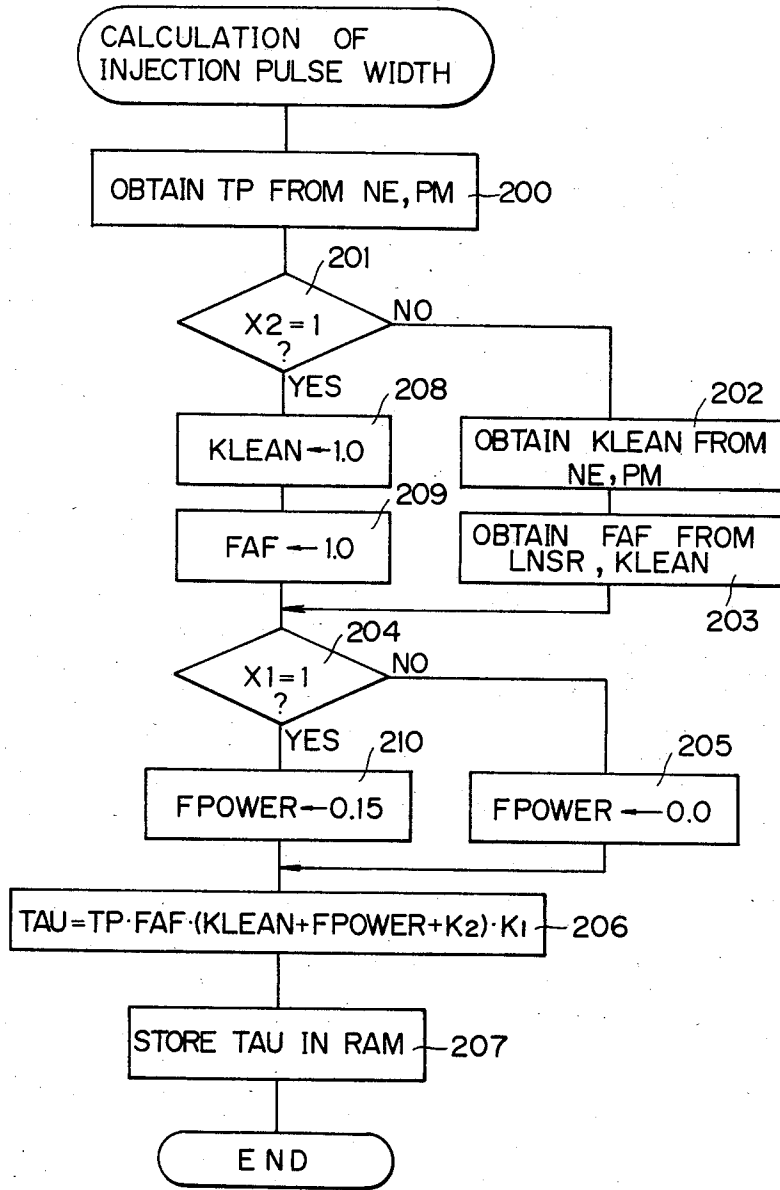 CALCULATION OF
INJECTION PULSE WIDTH
OBTAIN TP FROM NE, PM
200
201
X2 = 1
?
NO
YES
208
KLEAN ← 1.0
202
OBTAIN KLEAN FROM
NE, PM
209
FAF ← 1.0
OBTAIN FAF FROM
LNSR , KLEAN
203
204
X1 = 1
?
NO
YES
210
FPOWER ← 0.15
205
FPOWER ← 0.0
TAU=TP·FAF·(KLEAN+FPOWER+K2)·K1
206
STORE TAU IN RAM
207
END